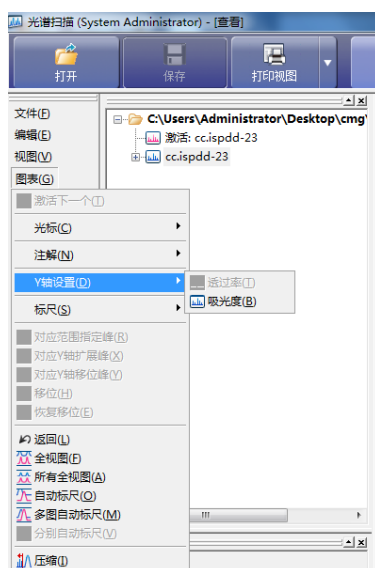 光谱扫描 (System Administrator) - [查看]
打开
保存
打印视图
文件(F)
编辑(E)
视图(V)
图表(G)
C:\Users\Administrator\Desktop\cmg\
激活: cc.ispdd-23
cc.ispdd-23
激活下一个(T)
光标(C)
注解(N)
Y轴设置(D)
透过率(T)
吸光度(B)
标尺(S)
对应范围指定峰(R)
对应Y轴扩展峰(X)
对应Y轴移位峰(Y)
移位(H)
恢复移位(E)
返回(L)
全视图(F)
所有全视图(A)
自动标尺(O)
多图自动标尺(M)
分别自动标尺(V)
压缩(I)